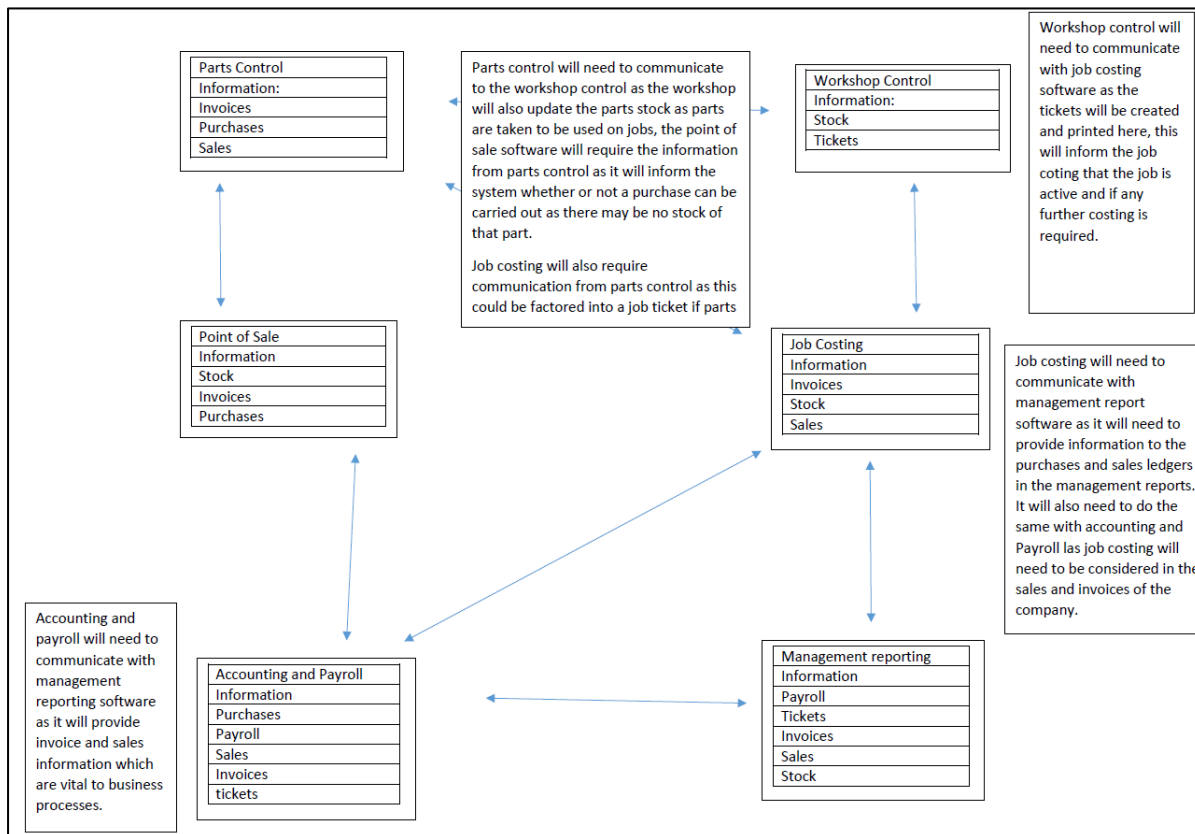 Parts Control
Information:
Invoices
Purchases
Sales
Parts control will need to communicate
to the workshop control as the workshop
will also update the parts stock as parts
are taken to be used on jobs, the point of
sale software will require the information
from parts control as it will inform the
system whether or not a purchase can be
carried out as there may be no stock of
that part.
Job costing will also require
communication from parts control as this
could be factored into a job ticket if parts
Workshop Control
Information:
Stock
Tickets
Workshop control will
need to communicate
with job costing
software as the
tickets will be created
and printed here, this
will inform the job
coting that the job is
active and if any
further costing is
required.
Point of Sale
Information
Stock
Invoices
Purchases
Job Costing
Information
Invoices
Stock
Sales
Job costing will need to
communicate with
management report
software as it will need to
provide information to the
purchases and sales ledgers
in the management reports.
It will also need to do the
same with accounting and
Payroll las job costing will
need to be considered in the
sales and invoices of the
company.
Accounting and
payroll will need to
communicate with
management
reporting software
as it will provide
invoice and sales
information which
are vital to business
processes.
Accounting and Payroll
Information
Purchases
Payroll
Sales
Invoices
tickets
Management reporting
Information
Payroll
Tickets
Invoices
Sales
Stock